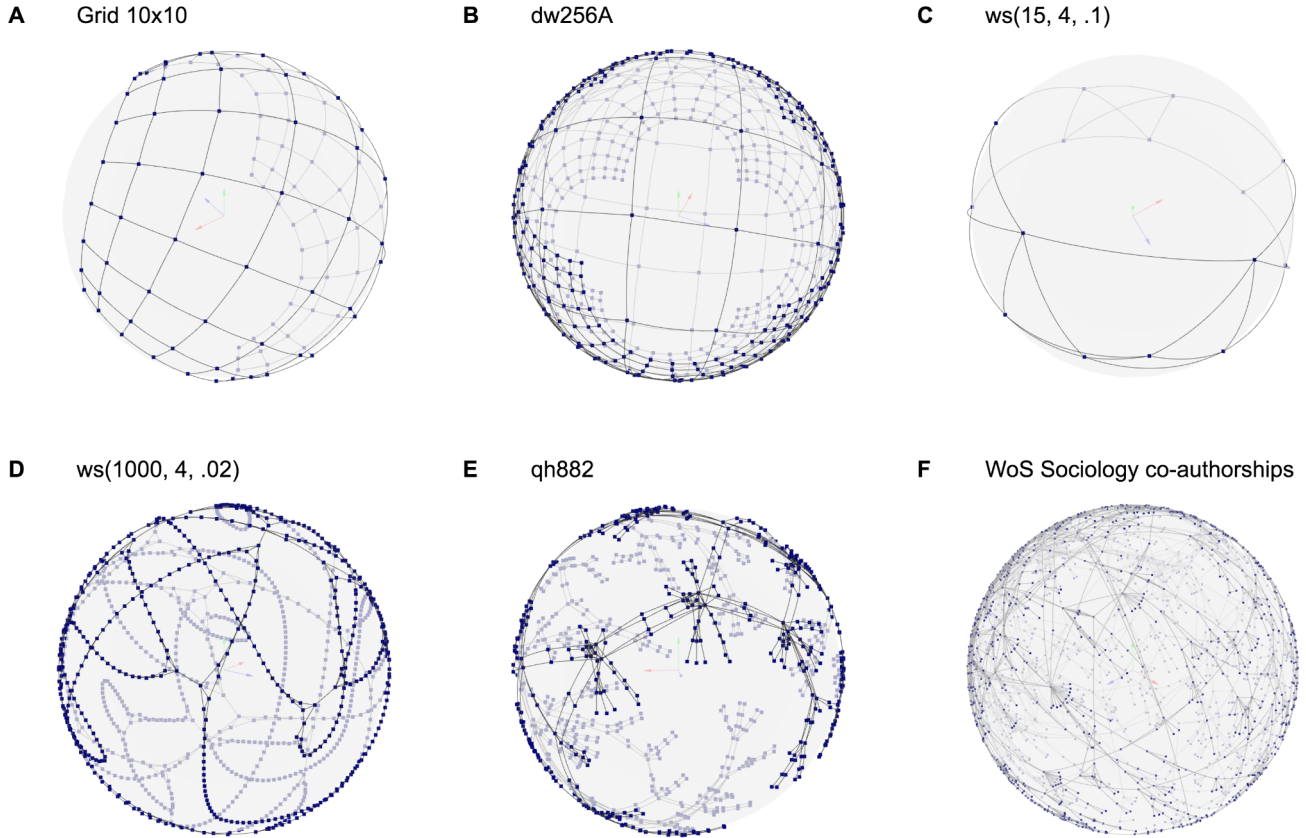 A Grid 10x10
B dw256A
C ws(15, 4, .1)
D ws(1000, 4, .02)
E qh882
F WoS Sociology co-authorships